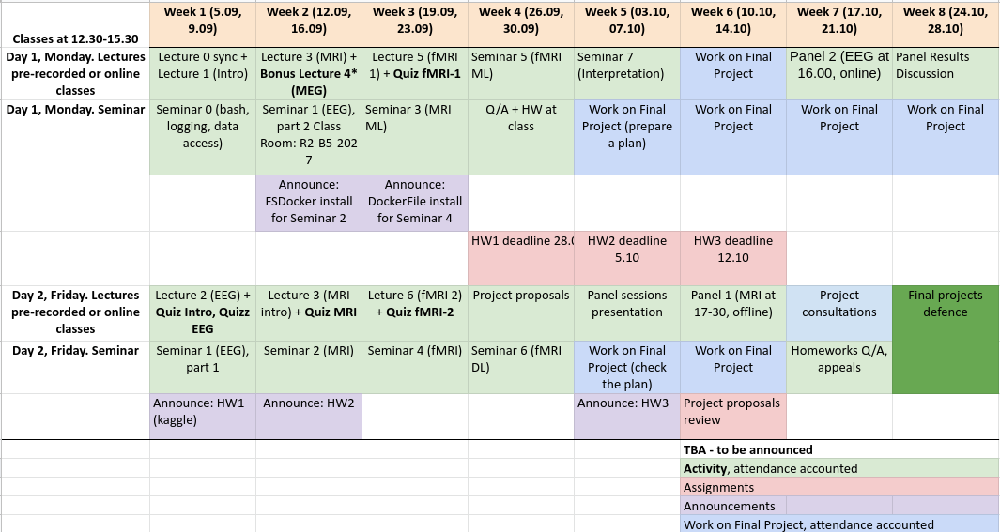 Classes at 12.30-15.30
Week 1 (5.09,
9.09)
Week 2 (12.09,
16.09)
Week 3 (19.09,
23.09)
Week 4 (26.09,
30.09)
Week 5 (03.10,
07.10)
Week 6 (10.10,
14.10)
Week 7 (17.10,
21.10)
Week 8 (24.10,
28.10)
Day 1, Monday. Lectures
pre-recorded or online
classes
Lecture 0 sync +
Lecture 1 (Intro)
Lecture 3 (MRI) +
Bonus Lecture 4*
(MEG)
Lecture 5 (fMRI
1) + Quiz fMRI-1
Seminar 5 (fMRI
ML)
Seminar 7
(Interpretation)
Work on Final
Project
Panel 2 (EEG at
16.00, online)
Panel Results
Discussion
Day 1, Monday. Seminar
Seminar 0 (bash,
logging, data
access)
Seminar 1 (EEG),
part 2 Class
Room: R2-B5-202
7
Seminar 3 (MRI
ML)
Q/A + HW at
class
Work on Final
Project (prepare
a plan)
Work on Final
Project
Work on Final
Project
Work on Final
Project
Announce:
FSDocker install
for Seminar 2
Announce:
DockerFile install
for Seminar 4
HW1 deadline 28.0
HW2 deadline
5.10
HW3 deadline
12.10
Day 2, Friday. Lectures
pre-recorded or online
classes
Lecture 2 (EEG) +
Quiz Intro, Quizz
EEG
Lecture 3 (MRI
intro) + Quiz MRI
Leture 6 (fMRI 2)
+ Quiz fMRI-2
Project proposals
Panel sessions
presentation
Panel 1 (MRI at
17-30, offline)
Project
consultations
Final projects
defence
Day 2, Friday. Seminar
Seminar 1 (EEG),
part 1
Seminar 2 (MRI)
Seminar 4 (fMRI)
Seminar 6 (fMRI
DL)
Work on Final
Project (check
the plan)
Work on Final
Project
Homeworks Q/A,
appeals
Announce: HW1
(kaggle)
Announce: HW2
Announce: HW3
Project proposals
review
TBA - to be announced
Activity, attendance accounted
Assignments
Announcements
Work on Final Project, attendance accounted